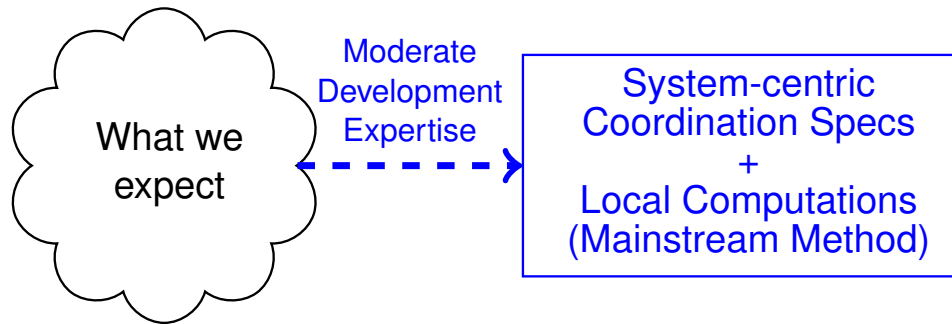 What we
expect
Moderate
Development
Expertise
System-centric
Coordination Specs
+
Local Computations
(Mainstream Method)